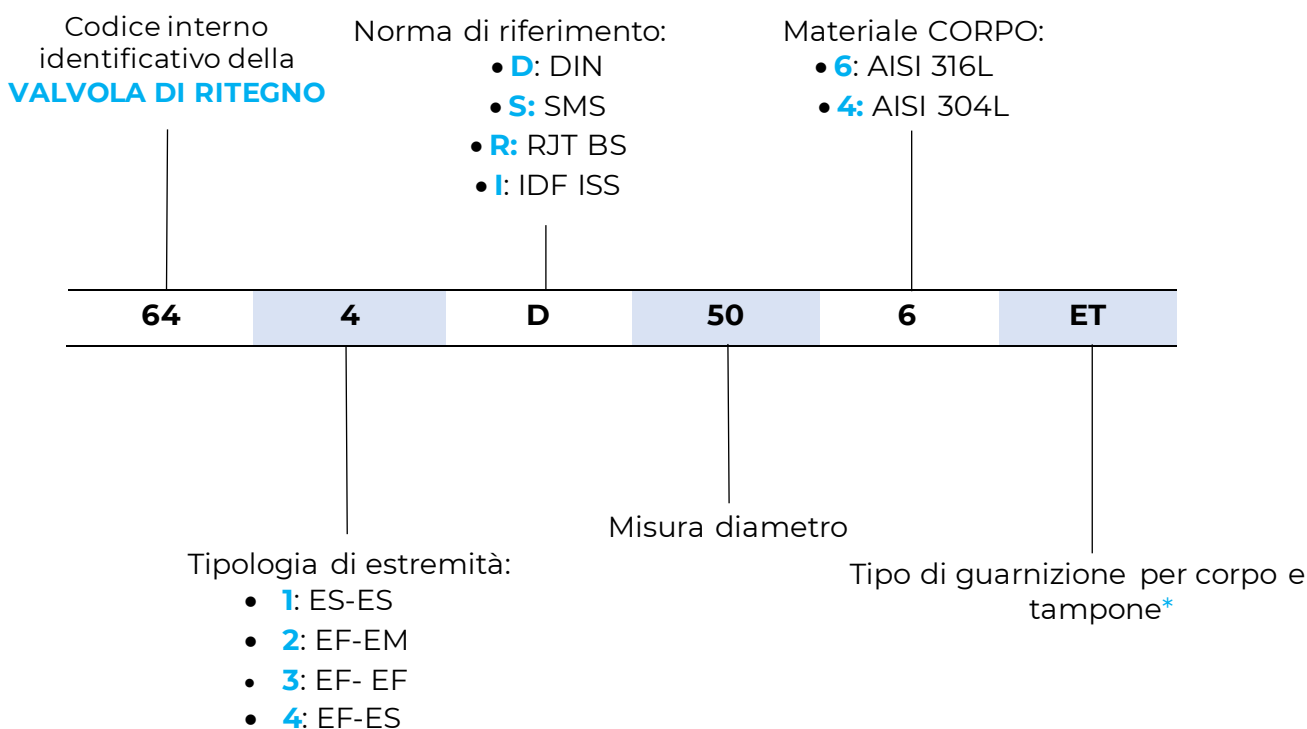 Codice interno
identificativo della
VALVOLA DI RITEGNO
Norma di riferimento:
• D: DIN
• S: SMS
• R: RJT BS
• I: IDF ISS
Materiale CORPO:
• 6: AISI 316L
• 4: AISI 304L
64 4 D 50 6 ET
Tipologia di estremità:
• 1: ES-ES
• 2: EF-EM
• 3: EF- EF
• 4: EF-ES
Misura diametro
Tipo di guarnizione per corpo e
tampone*